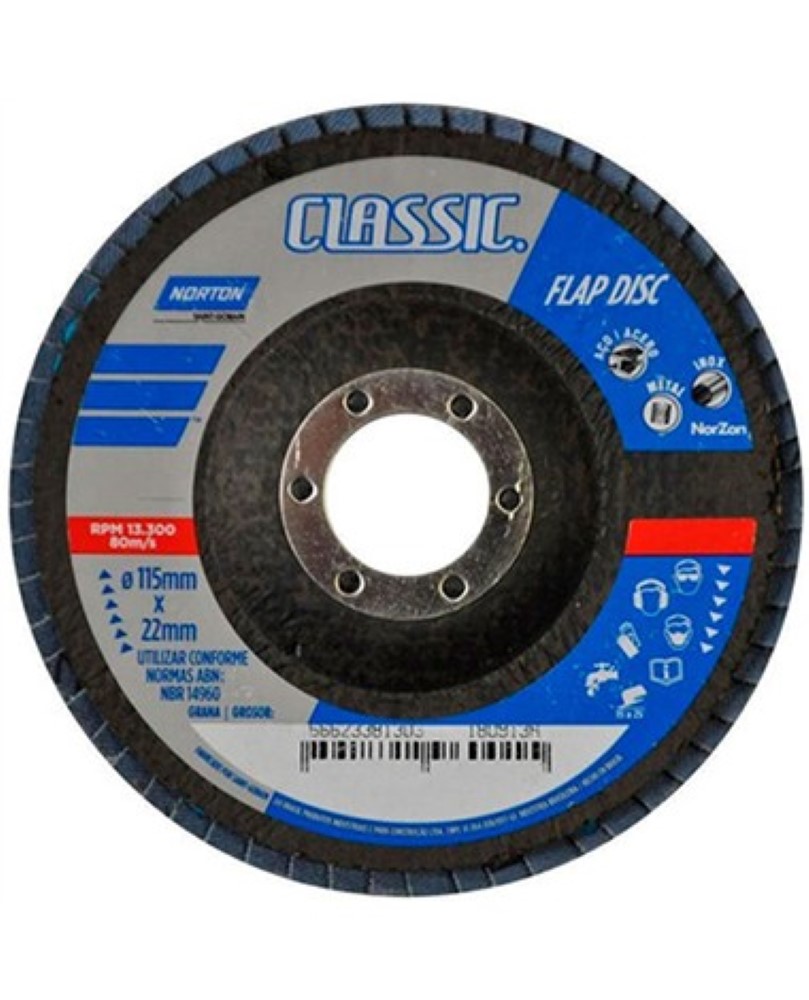 CLASSIC.
FLAP DISC
NORTON
SAINT-GOBAIN
AÇO | ACERO
INOX
METAL
NorZon
TM
RPM 13.300
80m/s
ø 115mm
x
22mm
UTILIZAR CONFORME
NORMAS ABN:
NBR 14960
GRANA | GROSOR:
66623381303 180913A